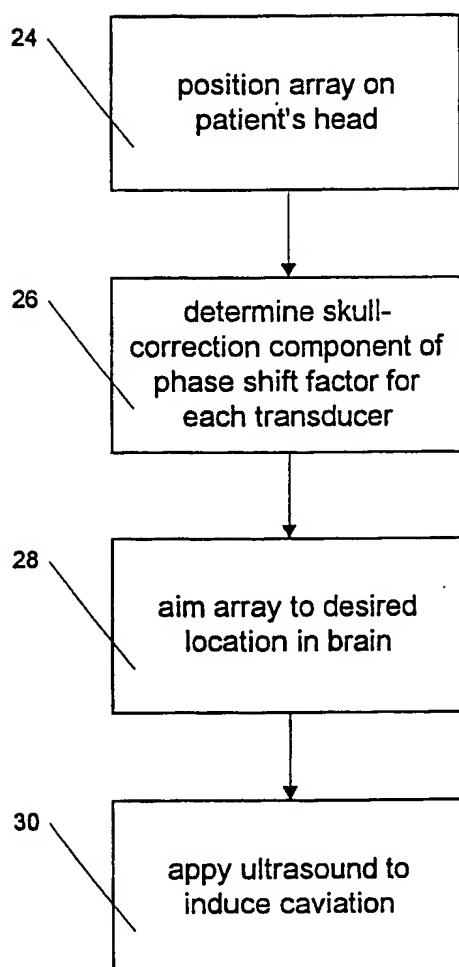 24
position array on
patient's head
26
determine skull-
correction component of
phase shift factor for
each transducer
28
aim array to desired
location in brain
30
appy ultrasound to
induce caviation